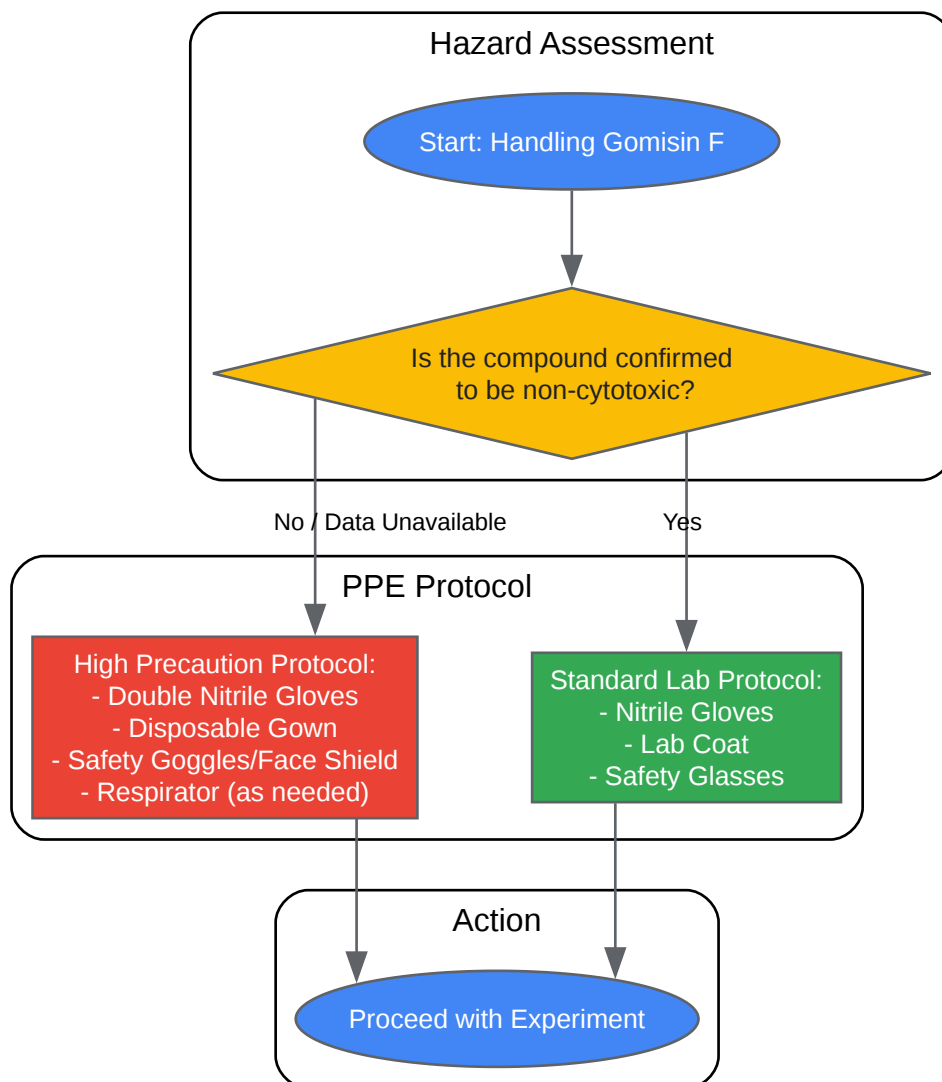 Hazard Assessment
Start: Handling Gomisin F
Is the compound confirmed
to be non-cytotoxic?
No / Data Unavailable
Yes
PPE Protocol
High Precaution Protocol:
- Double Nitrile Gloves
- Disposable Gown
- Safety Goggles/Face Shield
- Respirator (as needed)
Standard Lab Protocol:
- Nitrile Gloves
- Lab Coat
- Safety Glasses
Action
Proceed with Experiment